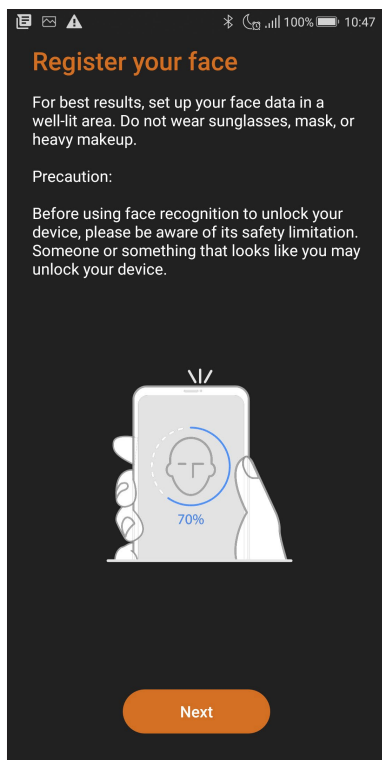 100% 10:47
Register your face
For best results, set up your face data in a
well-lit area. Do not wear sunglasses, mask, or
heavy makeup.
Precaution:
Before using face recognition to unlock your
device, please be aware of its safety limitation.
Someone or something that looks like you may
unlock your device.
70%
Next